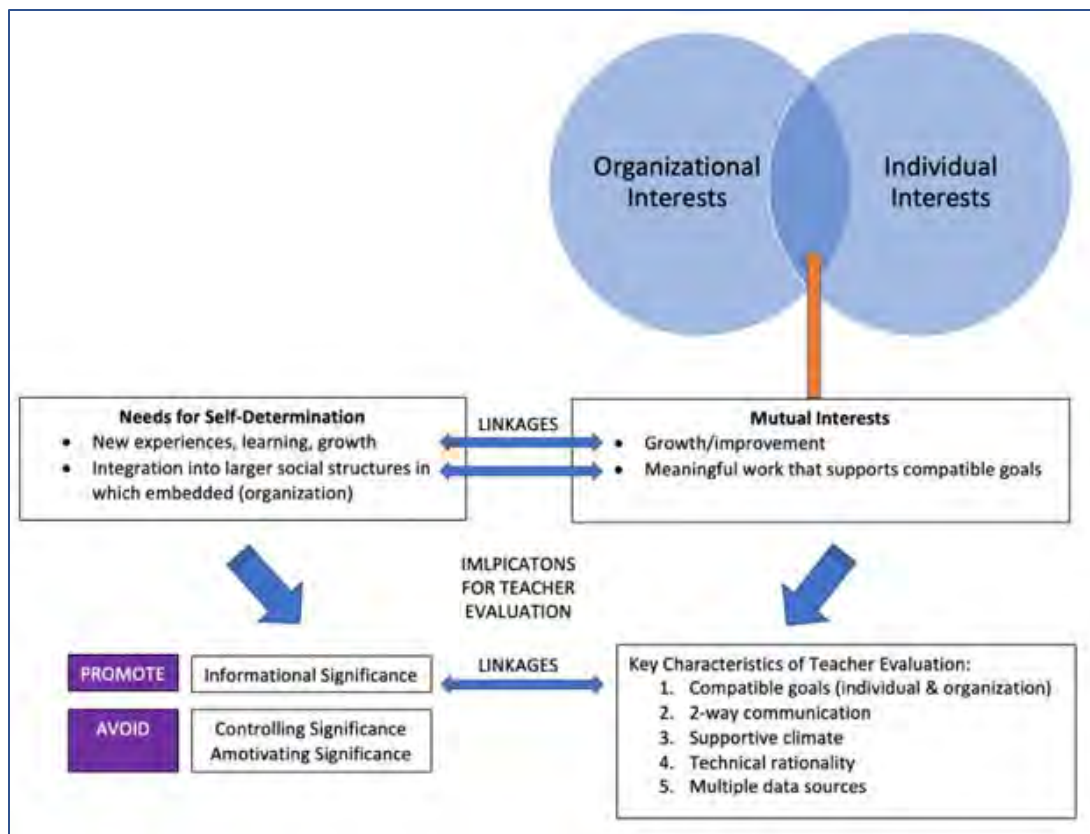 Organizational
Interests
Individual
Interests
Needs for Self-Determination
• New experiences, learning, growth
• Integration into larger social structures in
which embedded (organization)
LINKAGES
Mutual Interests
• Growth/improvement
• Meaningful work that supports compatible goals
IMLPICATONS
FOR TEACHER
EVALUATION
PROMOTE
Informational Significance
AVOID
Controlling Significance
Amotivating Significance
LINKAGES
Key Characteristics of Teacher Evaluation:
1. Compatible goals (individual & organization)
2. 2-way communication
3. Supportive climate
4. Technical rationality
5. Multiple data sources